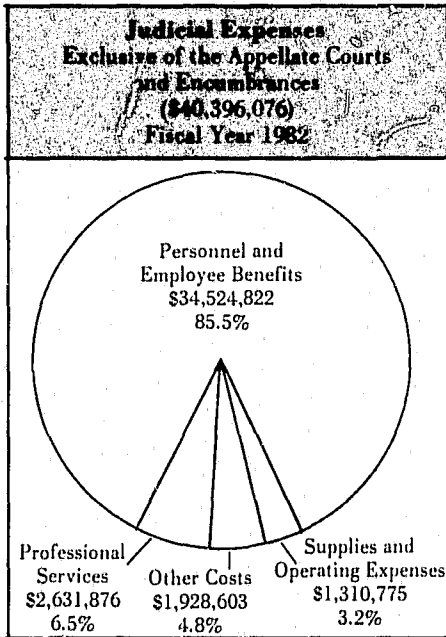 Judicial Expenses
Exclusive of the Appellate Courts
and Encumbrances
($40,396,076)
Fiscal Year 1982
Personnel and
Employee Benefits
$34,524,822
85.5%
Professional
Services
$2,631,876
6.5%
Other Costs
$1,928,603
4.8%
Supplies and
Operating Expenses
$1,310,775
3.2%